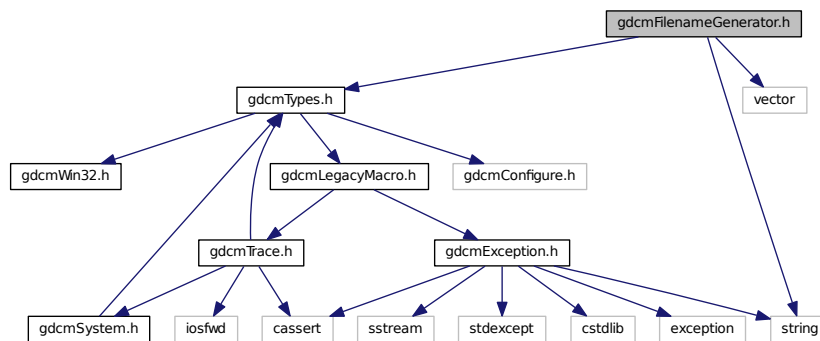 gdcmFilenameGenerator.h
gdcmTypes.h
vector
gdcmWin32.h
gdcmLegacyMacro.h
gdcmConfigure.h
gdcmTrace.h
gdcmException.h
gdcmSystem.h
iosfwd
cassert
sstream
stdexcept
cstdlib
exception
string